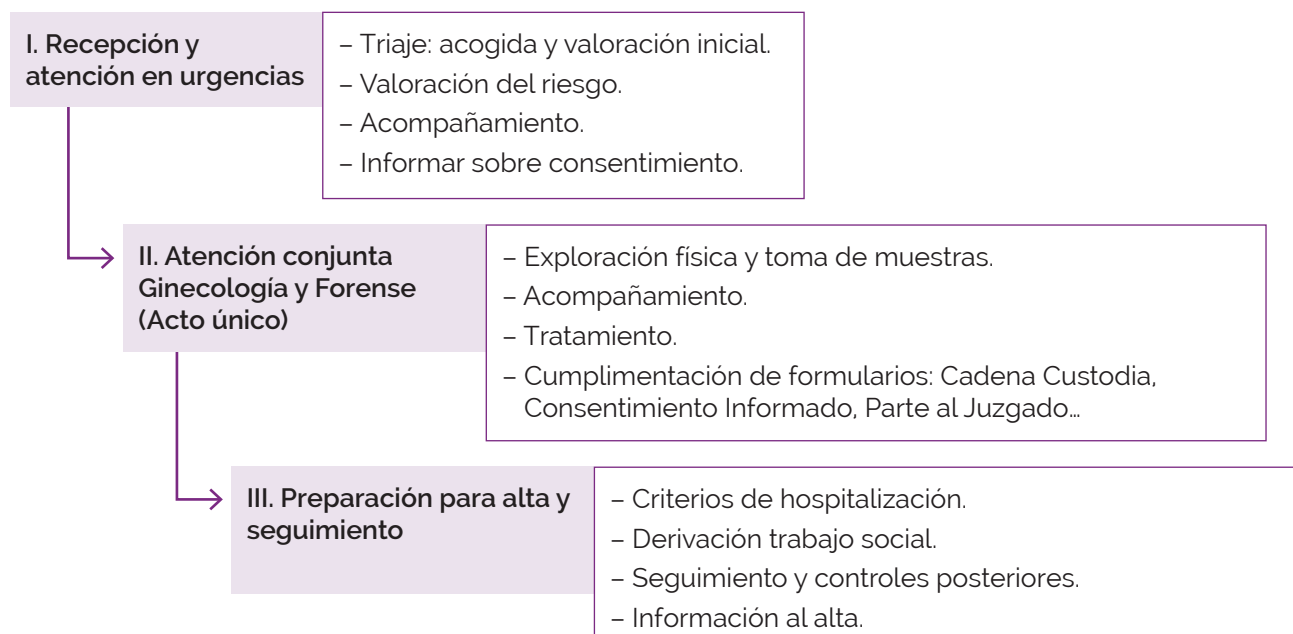 I. Recepción y
atención en urgencias
– Triaje: acogida y valoración inicial.
– Valoración del riesgo.
– Acompañamiento.
– Informar sobre consentimiento.
II. Atención conjunta
Ginecología y Forense
(Acto único)
– Exploración física y toma de muestras.
– Acompañamiento.
– Tratamiento.
– Cumplimentación de formularios: Cadena Custodia,
Consentimiento Informado, Parte al Juzgado…
III. Preparación para alta y
seguimiento
– Criterios de hospitalización.
– Derivación trabajo social.
– Seguimiento y controles posteriores.
– Información al alta.